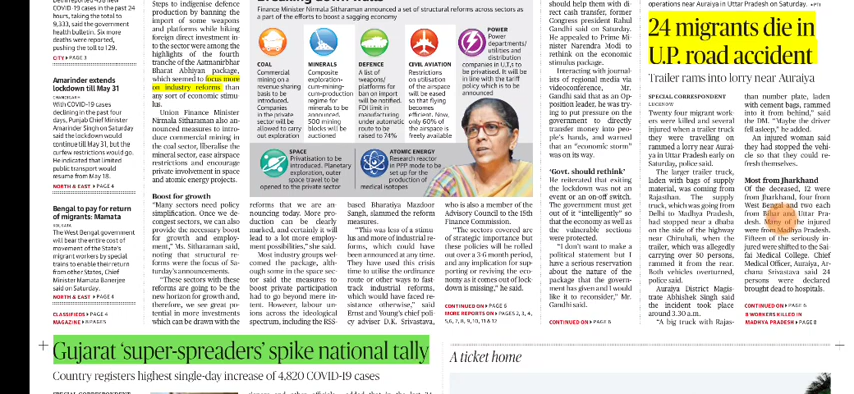 cases in the past 24
hours, taking the total to
9,333, said the government
health bulletin. Six more
deaths were reported,
pushing the toll to 129.
CITY ▸ PAGE 3
Amarinder extends
lockdown till May 31
CHANDIGARH
With COVID-19 cases
declining in the past four
days, Punjab Chief Minister
Amarinder Singh on Saturday
said the lockdown would
continue till May 31, but the
curfew restrictions would go.
He indicated that limited
public transport would
resume from May 18.
NORTH & EAST ▸ PAGE 4
Bengal to pay for return
of migrants: Mamata
KOLKATA
The West Bengal government
will bear the entire cost of
movement of the State's
migrant workers by special
trains to enable their return
from other States, Chief
Minister Mamata Banerjee
said on Saturday.
NORTH & EAST ▸ PAGE 4
CLASSIFIEDS ▸ PAGE 4
MAGAZINE ▸ 8 PAGES
Steps to indigenise defence
production by banning the
import of some weapons
and platforms while hiking
foreign direct investment in-
to the sector were among the
highlights of the fourth
tranche of the Aatmanirbhar
Bharat Abhiyan package,
which seemed to focus more
on industry reforms than
any sort of economic stimu-
lus.
Union Finance Minister
Nirmala Sitharaman also an-
nounced measures to intro-
duce commercial mining in
the coal sector, liberalise the
mineral sector, ease airspace
restrictions and encourage
private involvement in space
and atomic energy projects.
Boost for growth
"Many sectors need policy
simplification. Once we de-
congest sectors, we can also
provide the necessary boost
for growth and employ-
ment," Ms. Sitharaman said,
noting that structural re-
forms were the focus of Sa-
turday's announcements.
"These sectors with these
reforms are going to be the
new horizon for growth and,
therefore, we see great po-
tential in more investments
which can be drawn with the
Finance Minister Nirmala Sitharaman announced a set of structural reforms across sectors as
a part of the efforts to boost a sagging economy
COAL
Commercial
mining on a
revenue sharing
basis to be
introduced.
Companies
in the private
sector will be
allowed to carry
out exploration
MINERALS
Composite
exploration-
cum-mining-
cum-production
regime for
minerals to be
announced.
500 mining
blocks will be
auctioned
DEFENCE
A list of
weapons/
platforms for
ban on import
will be notified.
FDI limit in
manufacturing
under automatic
route to be
raised to 74%
CIVIL AVIATION
Restrictions
on utilisation
of the airspace
will be eased
so that flying
becomes
efficient.
Now, only 60% of
the airspace is
freely available
POWER
Power
departments/
utilities and
distribution
companies in U.T.s to
be privatised. It will be
in line with the tariff
policy which is to be
announced
SPACE
Privatisation to be
introduced. Planetary
exploration, outer
space travel to be
opened to the private sector
ATOMIC ENERGY
Research reactor
in PPP mode to be
set up for the
production of
medical isotopes
reforms that we are an-
nouncing today. More pro-
duction can be clearly
marked, and certainly it will
lead to a lot more employ-
ment possibilities," she said.
Most industry groups wel-
comed the package, alth-
ough some in the space sec-
tor said the measures to
boost private participation
had to go beyond mere in-
tent. However, labour un-
ions across the ideological
spectrum, including the RSS-
based Bharatiya Mazdoor
Sangh, slammed the reform
measures.
"This was less of a stimu-
lus and more of industrial re-
forms, which could have
been announced at any time.
They have used this crisis
time to utilise the ordinance
route or other ways to fast-
track industrial reforms,
which would have faced re-
sistance otherwise," said
Ernst and Young's chief poli-
cy adviser D.K. Srivastava,
who is also a member of the
Advisory Council to the 15th
Finance Commission.
"The sectors covered are
of strategic importance but
these policies will be rolled
out over a 3-6 month period,
and any implication for sup-
porting or reviving the eco-
nomy as it comes out of lock-
down is missing," he said.
CONTINUED ON ▸ PAGE 6
MORE REPORTS ON ▸ PAGES 2, 3, 4,
5, 6, 7, 8, 9, 10, 11 & 12
should help them with di-
rect cash transfer, former
Congress President Rahul
Gandhi said on Saturday.
He appealed to Prime Mi-
nister Narendra Modi to
rethink on the economic
stimulus package.
Interacting with journal-
ists of regional media via
videoconference, Mr.
Gandhi said that as an Op-
position leader, he was try-
ing to put pressure on the
government to directly
transfer money into peo-
ple's hands, and warned
that an "economic storm"
was on its way.
'Govt. should rethink'
He reiterated that exiting
the lockdown was not an
event or an on-off switch.
The government must get
out of it "intelligently" so
that the economy as well as
the vulnerable sections
were protected.
"I don't want to make a
political statement but I
have a serious reservation
about the nature of the
package that the govern-
ment has given and I would
like it to reconsider," Mr.
Gandhi said.
CONTINUED ON ▸ PAGE 6
operations near Auraiya in Uttar Pradesh on Saturday.
24 migrants die in
U.P. road accident
Trailer rams into lorry near Auraiya
SPECIAL CORRESPONDENT
LUCKNOW
Twenty four migrant work-
ers were killed and several
injured when a trailer truck
they were travelling on
rammed a lorry near Aurai-
ya in Uttar Pradesh early on
Saturday, police said.
The larger trailer truck,
laden with bags of supply
material, was coming from
Rajasthan. The supply
truck, which was going from
Delhi to Madhya Pradesh,
had stopped near a dhaba
on the side of the highway
near Chiruhali, when the
trailer, which was allegedly
carrying over 50 persons,
rammed it from the rear.
Both vehicles overturned,
police said.
Auraiya District Magis-
trate Abhishek Singh said
the incident took place
around 3.30 a.m.
"A big truck with Rajas-
than number plate, laden
with cement bags, rammed
into it from behind," said
the DM. "Maybe the driver
fell asleep," he added.
An injured woman said
they had stopped the vehi-
cle so that they could re-
fresh themselves.
Most from Jharkhand
Of the deceased, 12 were
from Jharkhand, four from
West Bengal and two each
from Bihar and Uttar Pra-
desh. Many of the injured
were from Madhya Pradesh.
Fifteen of the seriously in-
jured were shifted to the Sai-
fai Medical College. Chief
Medical Officer, Auraiya, Ar-
chana Srivastava said 24
persons were declared
brought dead to hospitals.
CONTINUED ON ▸ PAGE 6
8 WORKERS KILLED IN
MADHYA PRADESH ▸ PAGE 8
Gujarat 'super-spreaders' spike national tally
Country registers highest single-day increase of 4,820 COVID-19 cases
A ticket home